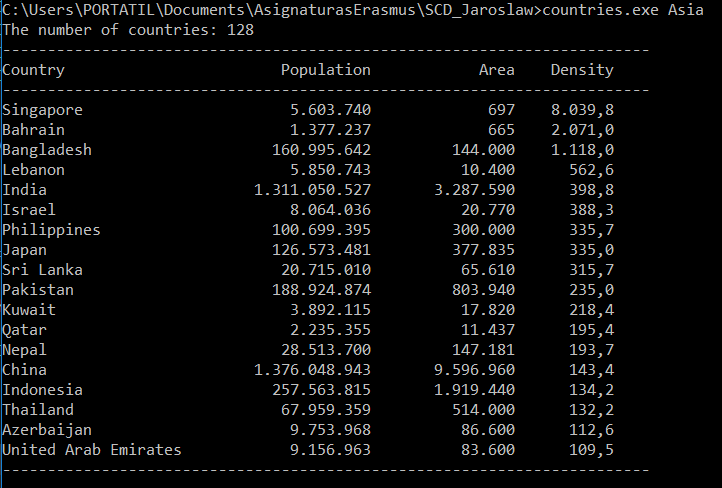 C:\Users\PORTATIL\Documents\AsignaturasErasmus\SCD_Jaroslaw>countries.exe Asia
The number of countries: 128
------------------------------------------------------------------------
Country                        Population            Area    Density
------------------------------------------------------------------------
Singapore                       5.603.740             697    8.039,8
Bahrain                         1.377.237             665    2.071,0
Bangladesh                    160.995.642         144.000    1.118,0
Lebanon                         5.850.743          10.400      562,6
India                       1.311.050.527       3.287.590      398,8
Israel                          8.064.036          20.770      388,3
Philippines                   100.699.395         300.000      335,7
Japan                         126.573.481         377.835      335,0
Sri Lanka                      20.715.010          65.610      315,7
Pakistan                      188.924.874         803.940      235,0
Kuwait                          3.892.115          17.820      218,4
Qatar                           2.235.355          11.437      195,4
Nepal                          28.513.700         147.181      193,7
China                       1.376.048.943       9.596.960      143,4
Indonesia                     257.563.815       1.919.440      134,2
Thailand                       67.959.359         514.000      132,2
Azerbaijan                      9.753.968          86.600      112,6
United Arab Emirates            9.156.963          83.600      109,5
------------------------------------------------------------------------